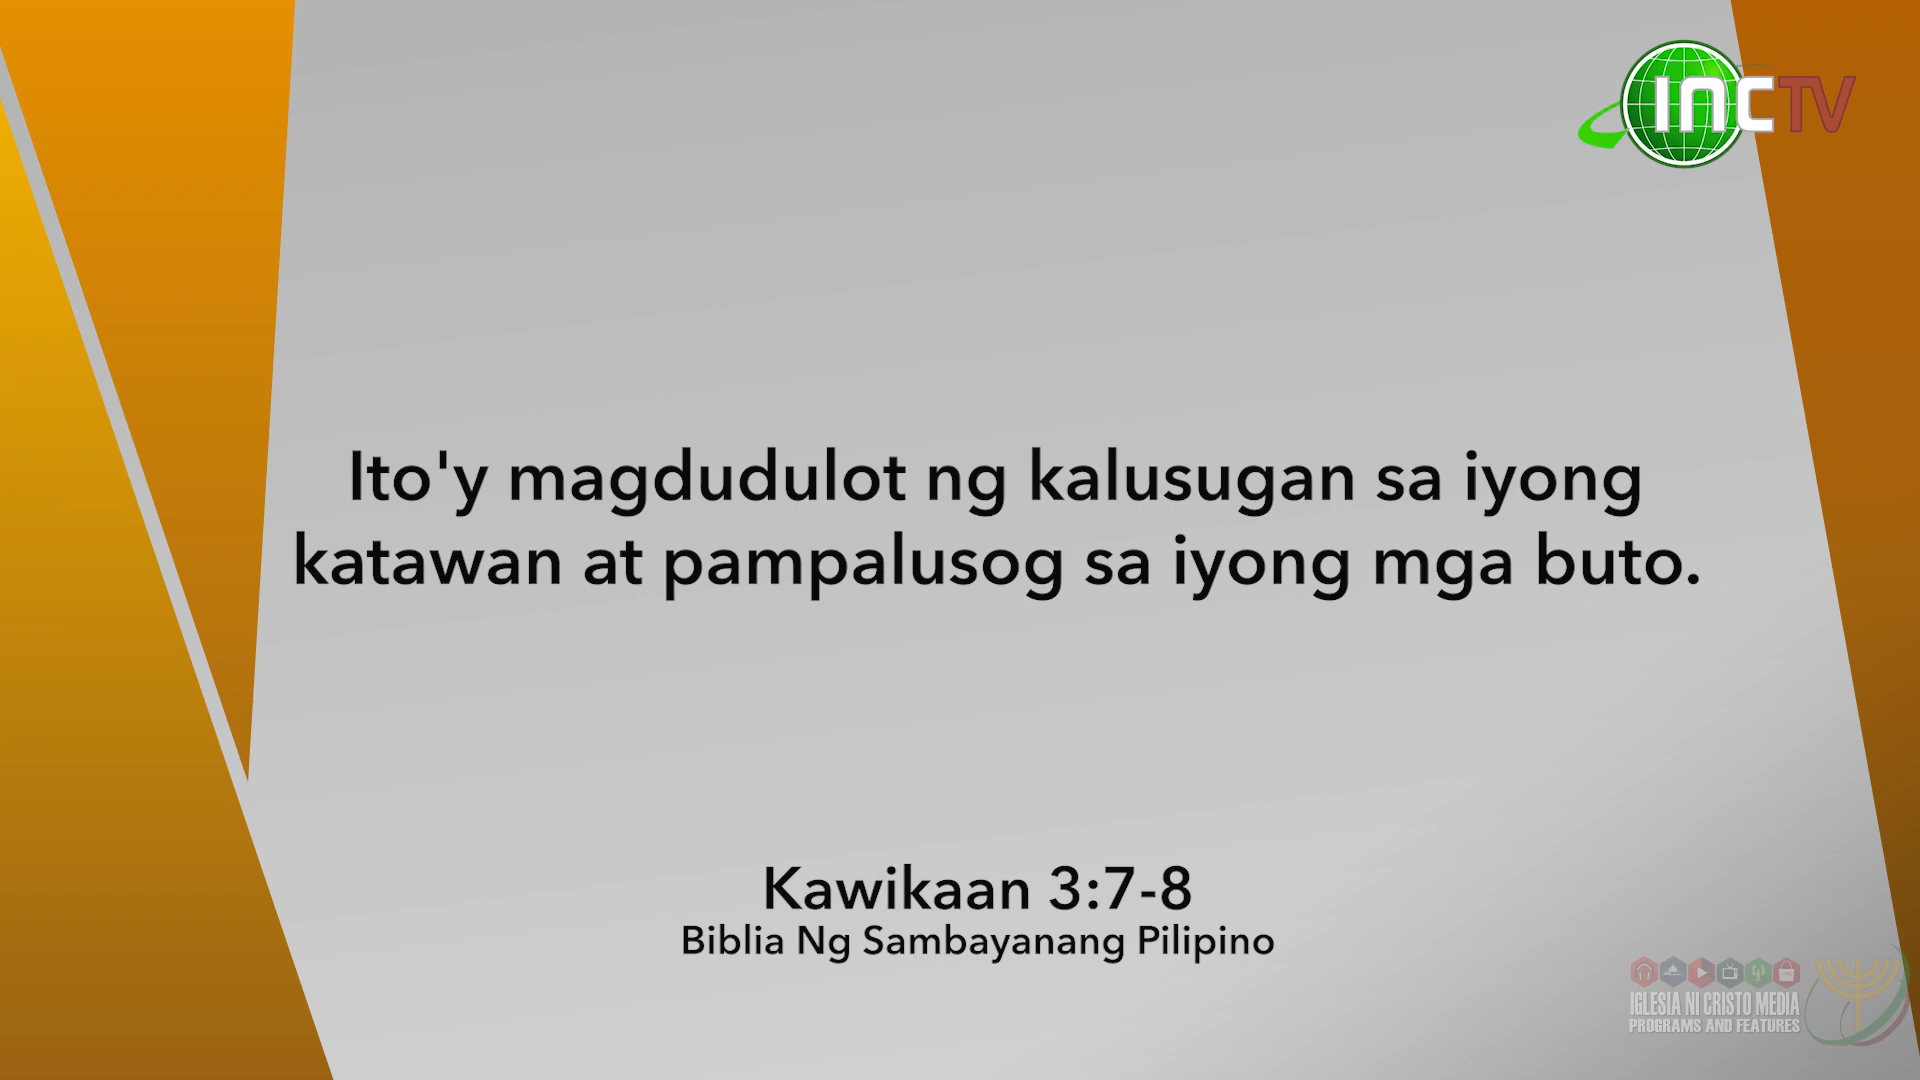 INCTV
Ito'y magdudulot ng kalusugan sa iyong
katawan at pampalusog sa iyong mga buto.
Kawikaan 3:7-8
Biblia Ng Sambayanang Pilipino
IGLESIA NI CRISTO MEDIA
PROGRAMS AND FEATURES